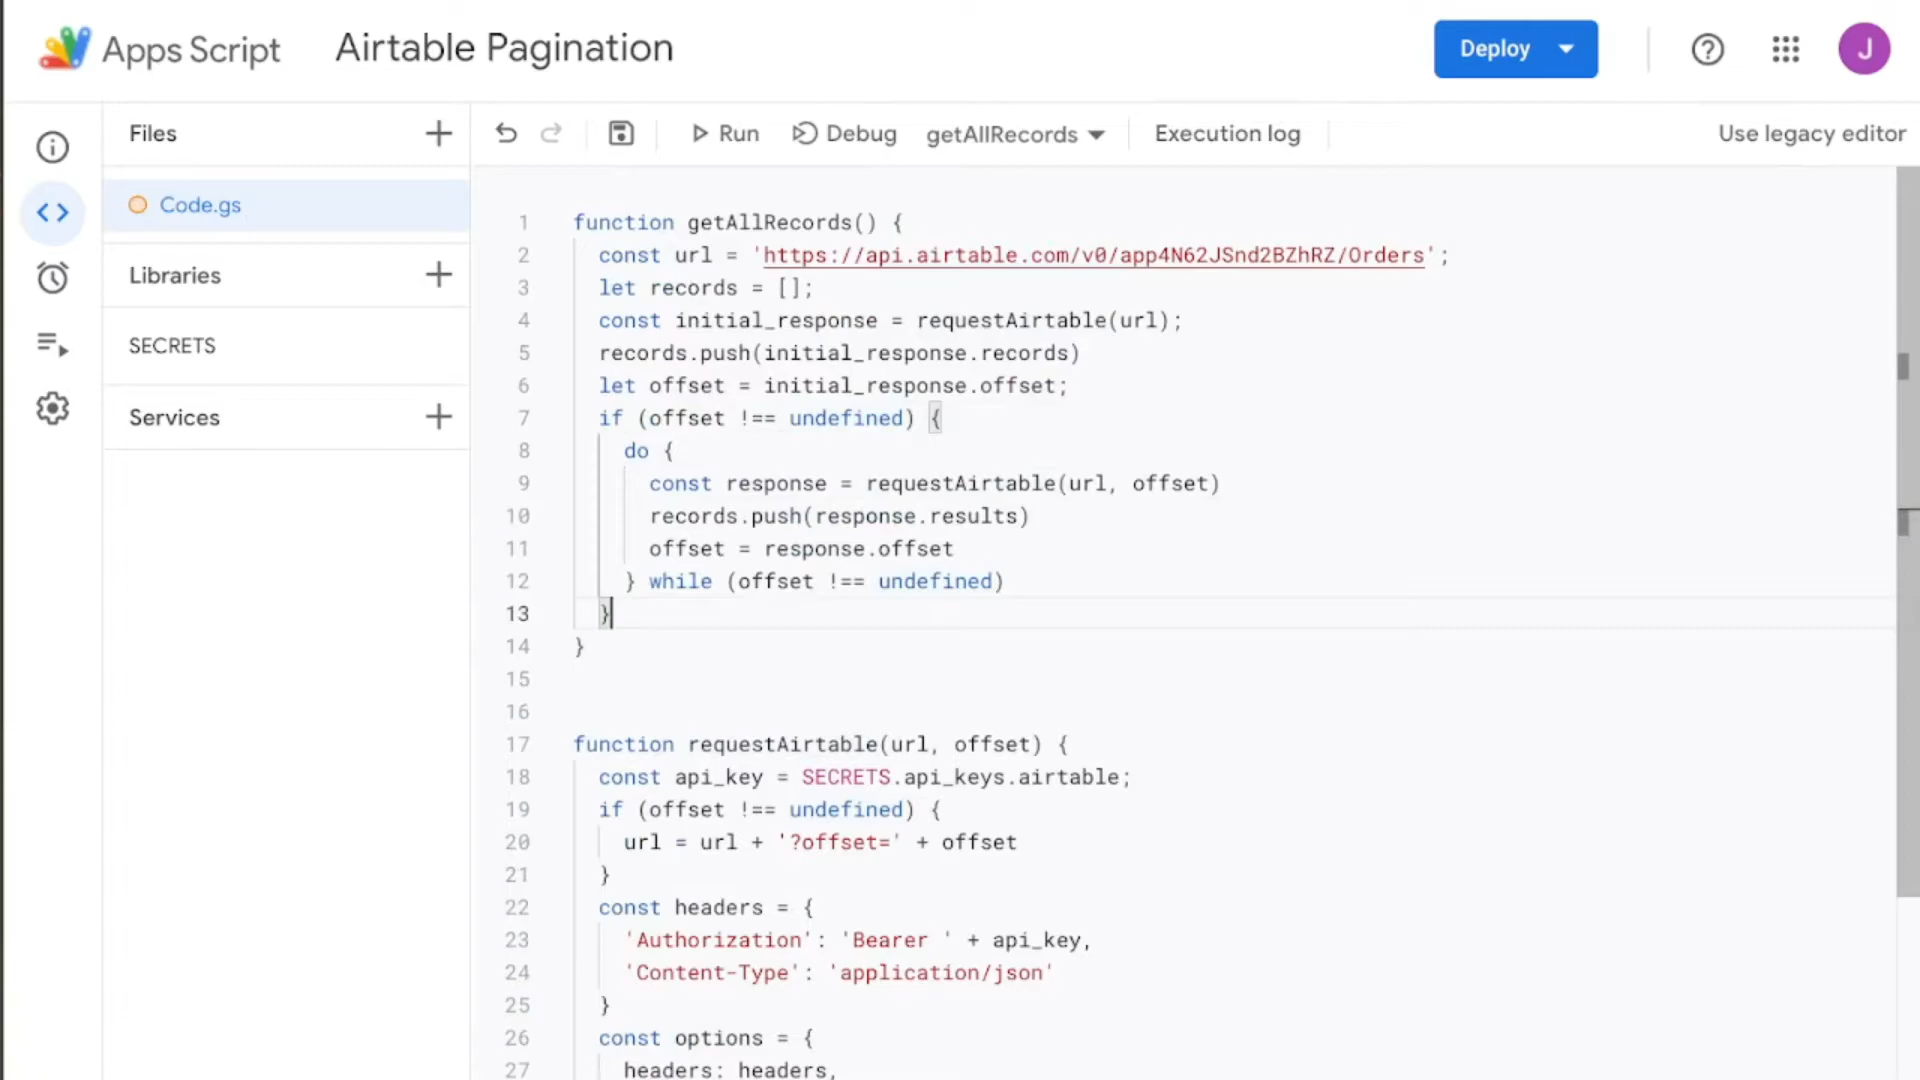 Apps Script
Airtable Pagination
Deploy
J
Files
Run
Debug
getAllRecords
Execution log
Use legacy editor
Code.gs
Libraries
SECRETS
Services
1 function getAllRecords() {
2 const url = 'https://api.airtable.com/v0/app4N62JSnd2BZhRZ/Orders';
3 let records = [];
4 const initial_response = requestAirtable(url);
5 records.push(initial_response.records)
6 let offset = initial_response.offset;
7 if (offset !== undefined) {
8 do {
9 const response = requestAirtable(url, offset)
10 records.push(response.results)
11 offset = response.offset
12 } while (offset !== undefined)
13 }
14 }
15
16
17 function requestAirtable(url, offset) {
18 const api_key = SECRETS.api_keys.airtable;
19 if (offset !== undefined) {
20 url = url + '?offset=' + offset
21 }
22 const headers = {
23 'Authorization': 'Bearer ' + api_key,
24 'Content-Type': 'application/json'
25 }
26 const options = {
27 headers: headers,